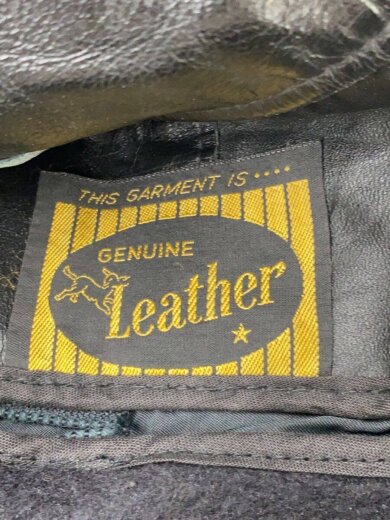 THIS GARMENT IS ····
GENUINE
Leather